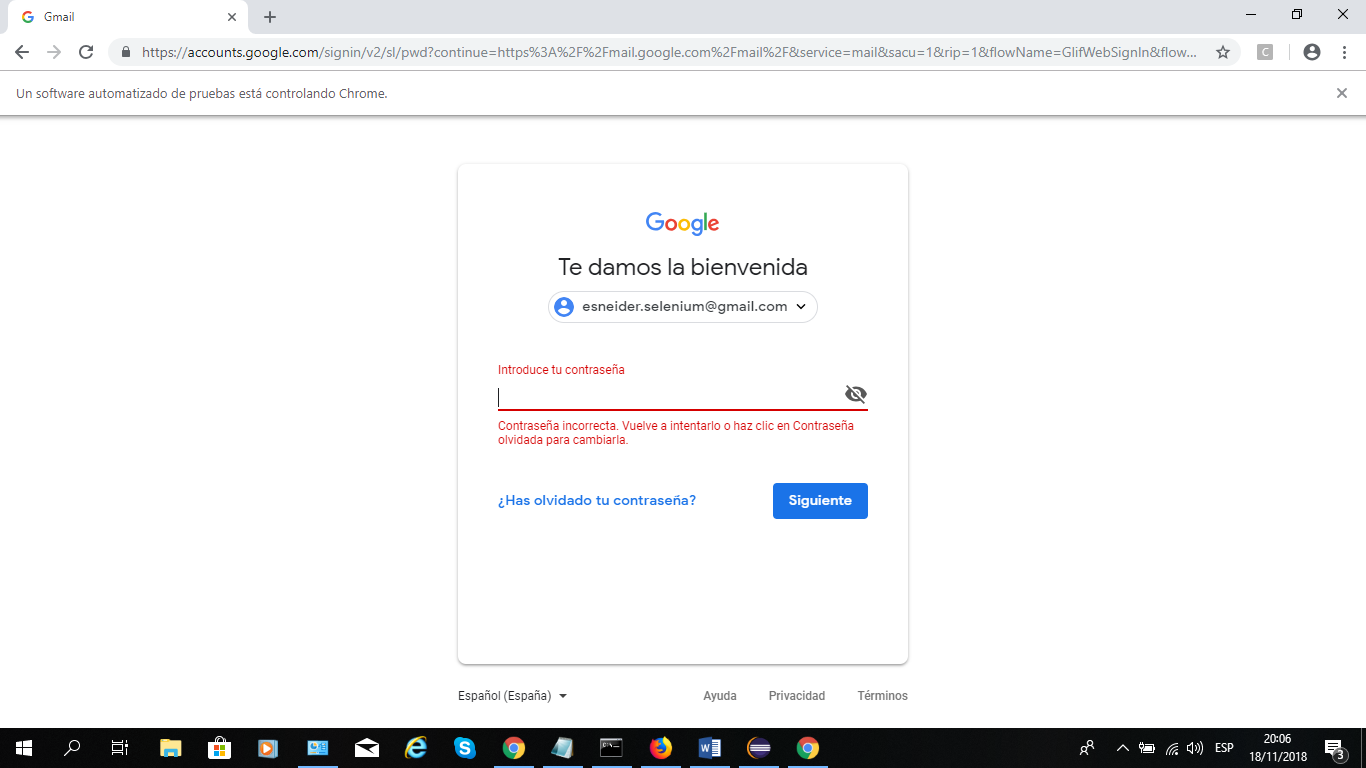 Gmail
https://accounts.google.com/signin/v2/sl/pwd?continue=https%3A%2F%2Fmail.google.com%2Fmail%2F&service=mail&sacu=1&rip=1&flowName=GlifWebSignIn&flow...
C
Un software automatizado de pruebas está controlando Chrome.
Google
Te damos la bienvenida
esneider.selenium@gmail.com
Introduce tu contraseña
Contraseña incorrecta. Vuelve a intentarlo o haz clic en Contraseña
olvidada para cambiarla.
¿Has olvidado tu contraseña?
Siguiente
Español (España)
Ayuda
Privacidad
Términos
ESP
20:06
18/11/2018
3